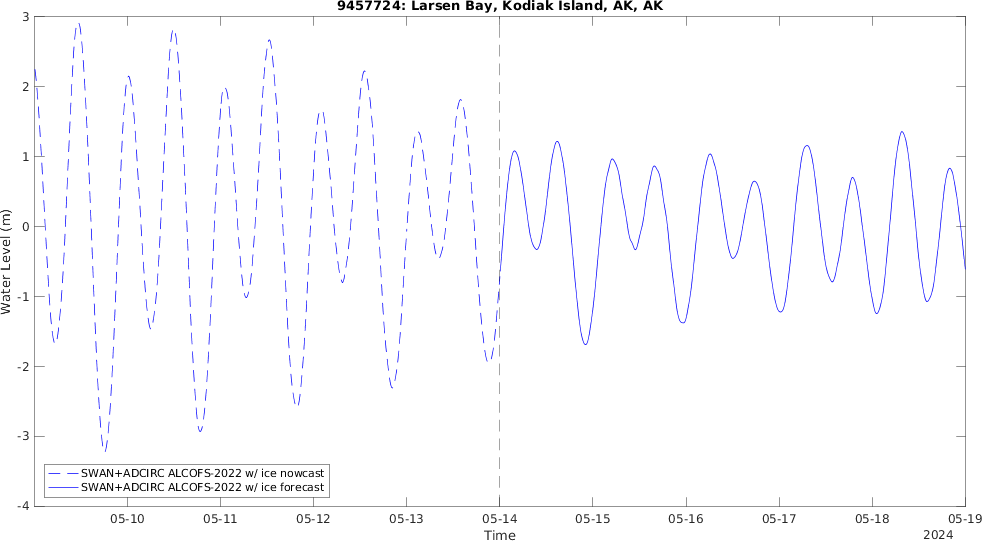 9457724: Larsen Bay, Kodiak Island, AK, AK
3
2
1
0
-1
-2
-3
-4
Water Level (m)
SWAN+ADCIRC ALCOFS-2022 w/ ice nowcast
SWAN+ADCIRC ALCOFS-2022 w/ ice forecast
05-10 05-11 05-12 05-13 05-14 05-15 05-16 05-17 05-18 05-19
Time
2024